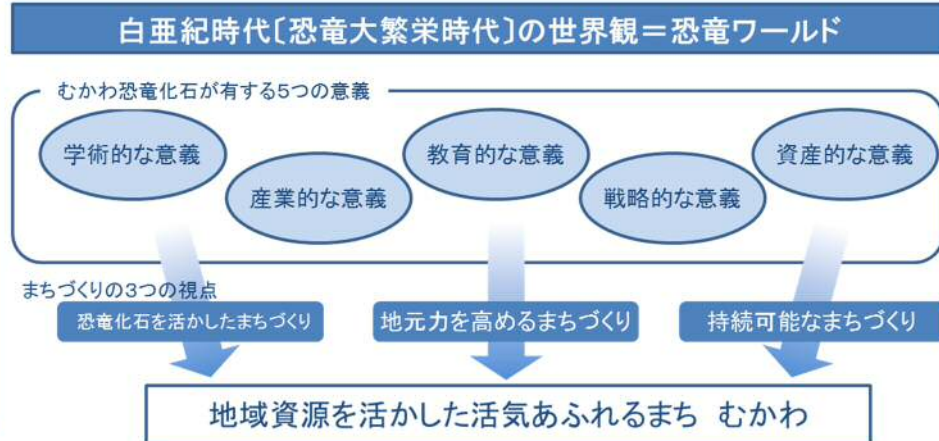 白亜紀時代〔恐竜大繁栄時代〕の世界観＝恐竜ワールド
むかわ恐竜化石が有する5つの意義
学術的な意義
産業的な意義
教育的な意義
戦略的な意義
資産的な意義
まちづくりの3つの視点
恐竜化石を活かしたまちづくり
地元力を高めるまちづくり
持続可能なまちづくり
地域資源を活かした活気あふれるまち　むかわ